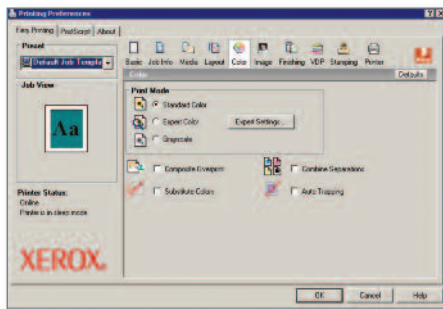 Printing Preferences
Easy Printing PostScript About
Preset
Default Job Templa
Job View
Aa
Printer Status:
Online
Printer is in sleep mode
XEROX.
Basic Job Info Media Layout Color Image Finishing VDP Stamping Printer
Color Defaults
Print Mode
Standard Color
Expert Color Expert Settings...
Grayscale
Composite Overprint Combine Separations
Substitute Colors Auto Trapping
OK Cancel Help